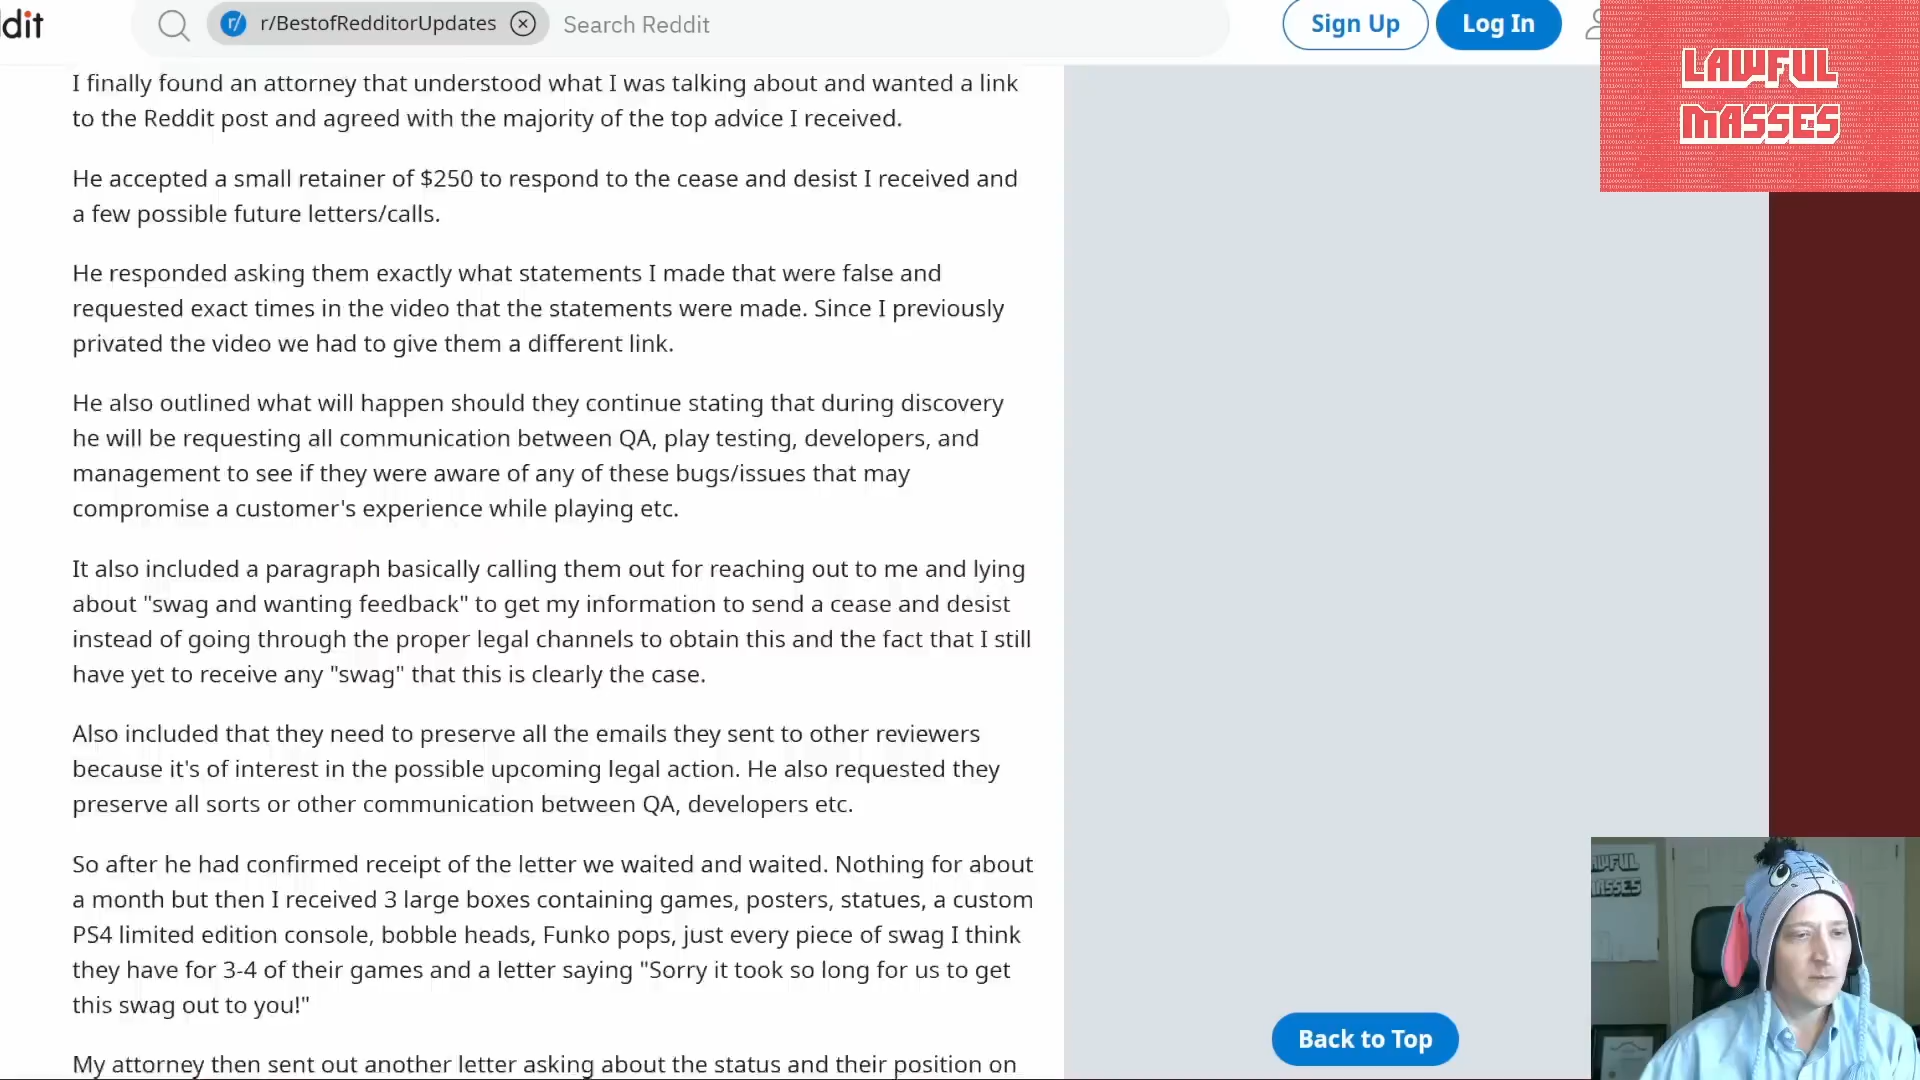 dit
r/ r/BestofRedditorUpdates
Search Reddit
Sign Up
Log In
LAWFUL
MASSES
I finally found an attorney that understood what I was talking about and wanted a link
to the Reddit post and agreed with the majority of the top advice I received.
He accepted a small retainer of $250 to respond to the cease and desist I received and
a few possible future letters/calls.
He responded asking them exactly what statements I made that were false and
requested exact times in the video that the statements were made. Since I previously
privated the video we had to give them a different link.
He also outlined what will happen should they continue stating that during discovery
he will be requesting all communication between QA, play testing, developers, and
management to see if they were aware of any of these bugs/issues that may
compromise a customer's experience while playing etc.
It also included a paragraph basically calling them out for reaching out to me and lying
about "swag and wanting feedback" to get my information to send a cease and desist
instead of going through the proper legal channels to obtain this and the fact that I still
have yet to receive any "swag" that this is clearly the case.
Also included that they need to preserve all the emails they sent to other reviewers
because it's of interest in the possible upcoming legal action. He also requested they
preserve all sorts or other communication between QA, developers etc.
So after he had confirmed receipt of the letter we waited and waited. Nothing for about
a month but then I received 3 large boxes containing games, posters, statues, a custom
PS4 limited edition console, bobble heads, Funko pops, just every piece of swag I think
they have for 3-4 of their games and a letter saying "Sorry it took so long for us to get
this swag out to you!"
My attorney then sent out another letter asking about the status and their position on
Back to Top
AWFUL
ASSES